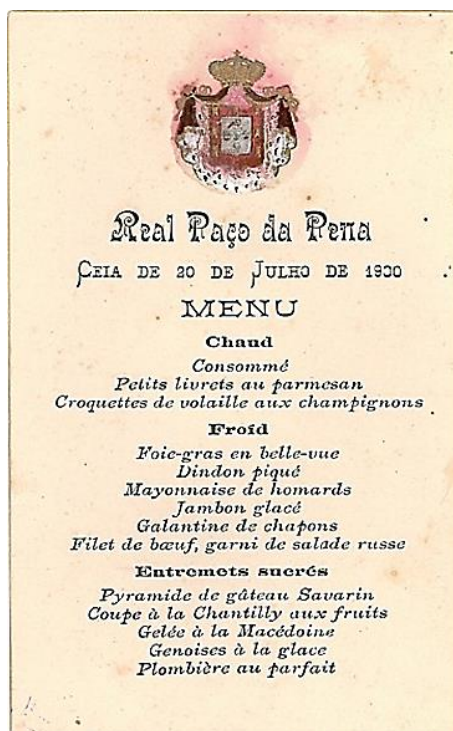 Real Paço da Pena
CEIA DE 20 DE JULHO DE 1900
MENU
Chaud
Consommé
Petits livrets au parmesan
Croquettes de volaille aux champignons
Froid
Foie-gras en belle-vue
Dindon piqué
Mayonnaise de homards
Jambon glacé
Galantine de chapons
Filet de bœuf, garni de salade russe
Entremets sucrés
Pyramide de gâteau Savarin
Coupe à la Chantilly aux fruits
Gelée à la Macédoine
Genoises à la glace
Plombière au parfait